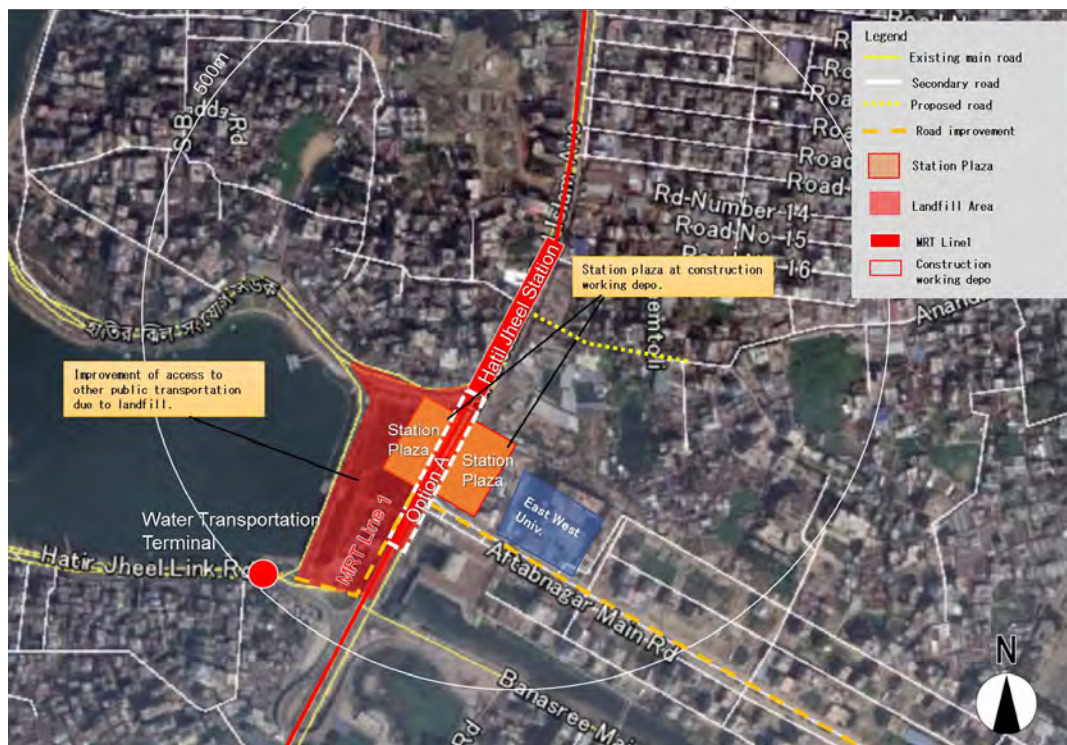 Legend
Existing main road
Secondary road
Proposed road
Road improvement
Station Plaza
Landfill Area
MRT Line1
Construction
working depo
500m
Road
Road
Road
Road
Rd-Number 14
Road No 15
16
Hatil Jheel Station
Station plaza at construction
working depo.
Improvement of access to
other public transportation
due to landfill.
Station
Plaza
Station
Plaza
Option A
MRT Line 1
East West
Univ.
Water Transportation
Terminal
Hatir Jheel Link R
Artabnagar Main Rd
Banasree Mai
Rd
N